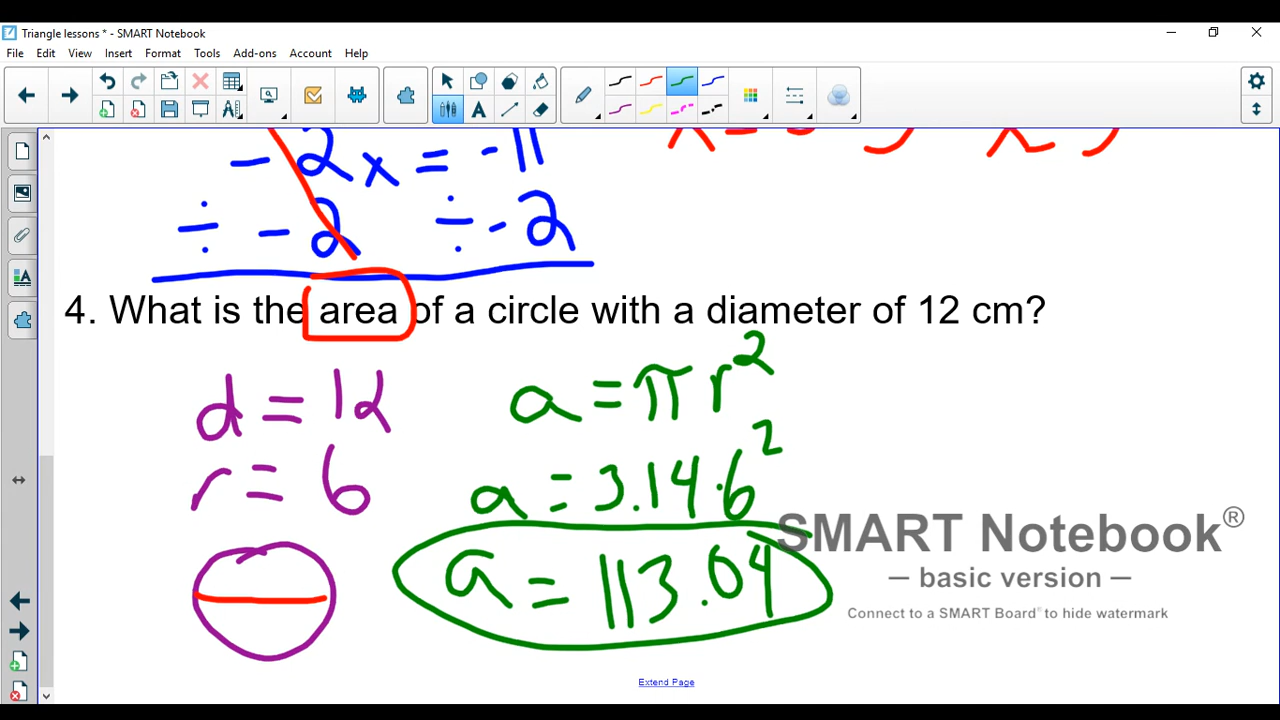 Triangle lessons * - SMART Notebook
File Edit View Insert Format Tools Add-ons Account Help
- 2x = -11
÷ - 2 ÷ - 2
4. What is the area of a circle with a diameter of 12 cm?
d = 12
r = 6
a = πr²
a = 3.14·6²
a = 113.04
SMART Notebook®
— basic version —
Connect to a SMART Board® to hide watermark
Extend Page